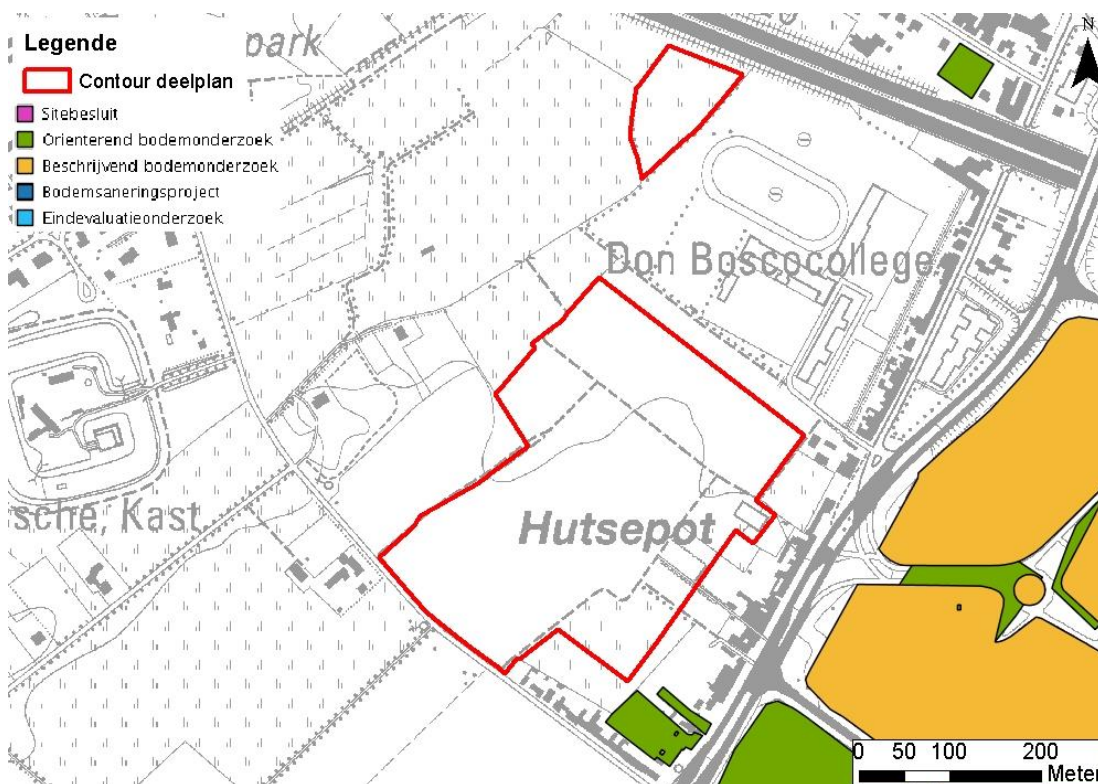 Legende
Contour deelplan
Sitebesluit
Oriënterend bodemonderzoek
Beschrijvend bodemonderzoek
Bodemsaneringsproject
Eindevaluatieonderzoek
park
N
Don Boscocollege
sche, Kast
Hutsepot
0 50 100 200
Meter